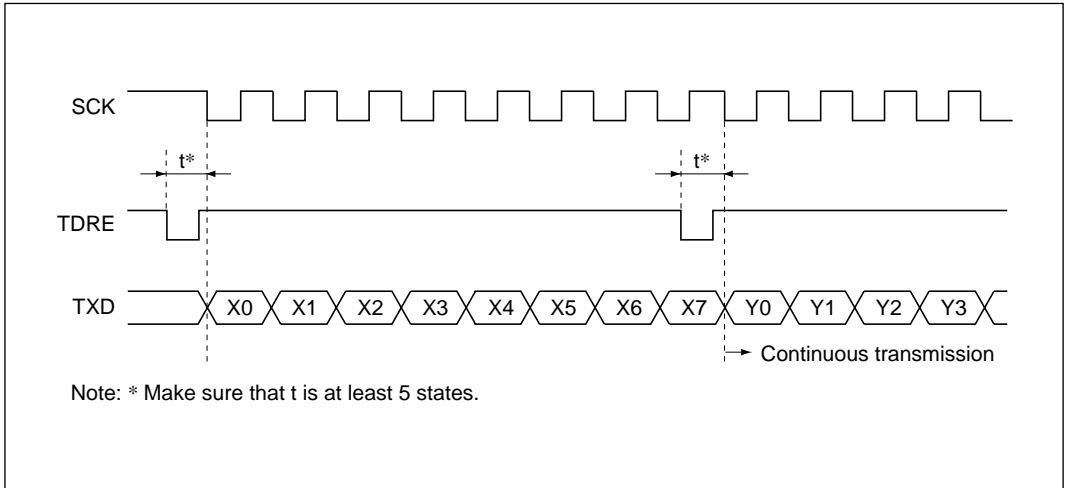 SCK
t* t*
TDRE
TXD X0 X1 X2 X3 X4 X5 X6 X7 Y0 Y1 Y2 Y3
Continuous transmission
Note: * Make sure that t is at least 5 states.